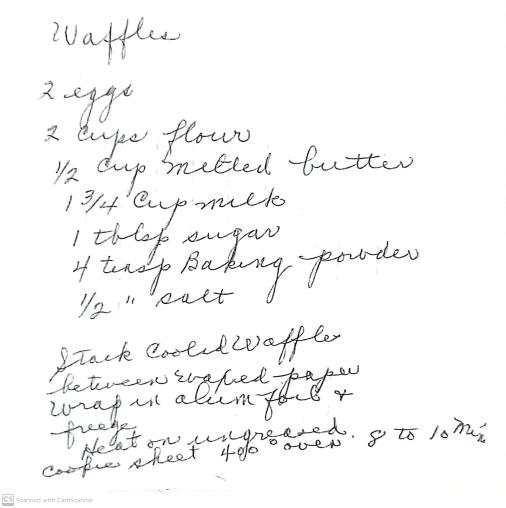 Waffles
2 eggs
2 cups flour
1/2 cup melted butter
1 3/4 cup milk
1 tblsp sugar
4 teasp Baking powder
1/2 " salt
Stack cooled Waffles
between waxed paper
wrap in alum foil &
freeze
Heat on ungreased 8 to 10 Min
cookie sheet 400° oven
CS Scanned with CamScanner